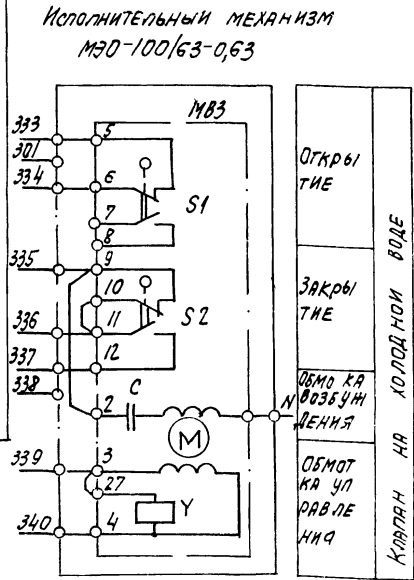 Исполнительный механизм
МЭО-100/63-0,63
МВЗ
333
301
334
335
336
337
338
339
340
5
6
7
8
9
10
11
12
2
3
27
4
S1
S2
C
M
N
Y
Откры
тие
Закры
тие
Обмо ка
возбуж
дения
Обмот
ка уп
равле
ния
Клапан на холодной воде